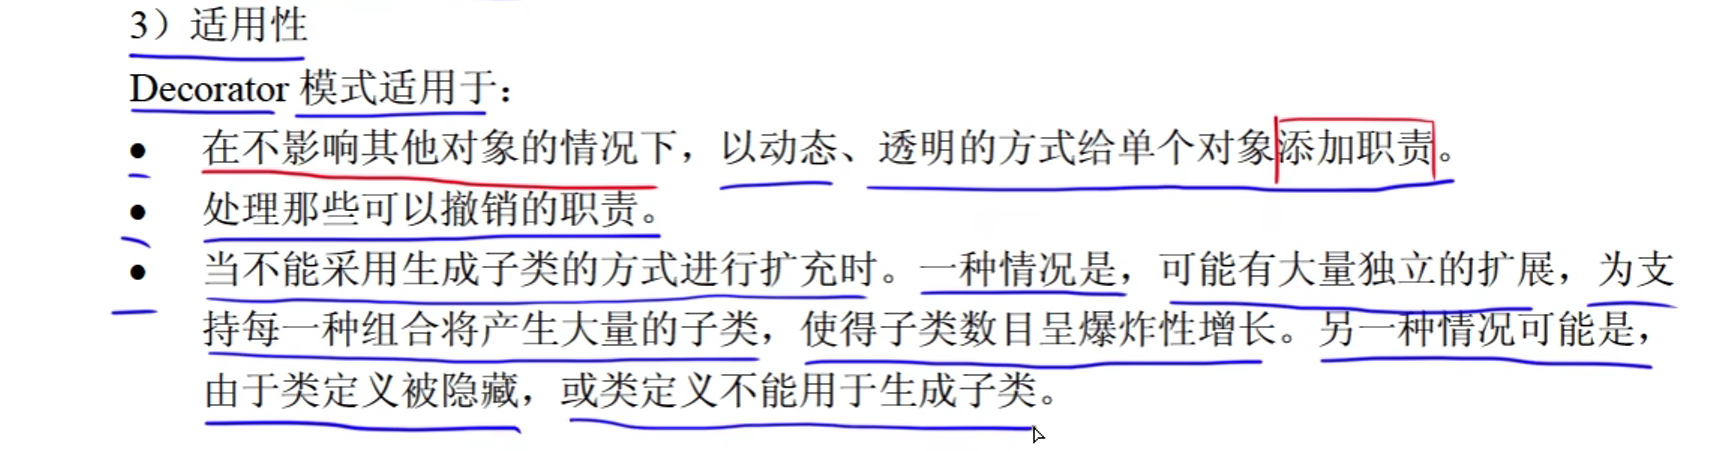 3）适用性
Decorator 模式适用于：
● 在不影响其他对象的情况下，以动态、透明的方式给单个对象添加职责。
● 处理那些可以撤销的职责。
● 当不能采用生成子类的方式进行扩充时。一种情况是，可能有大量独立的扩展，为支
持每一种组合将产生大量的子类，使得子类数目呈爆炸性增长。另一种情况可能是，
由于类定义被隐藏，或类定义不能用于生成子类。